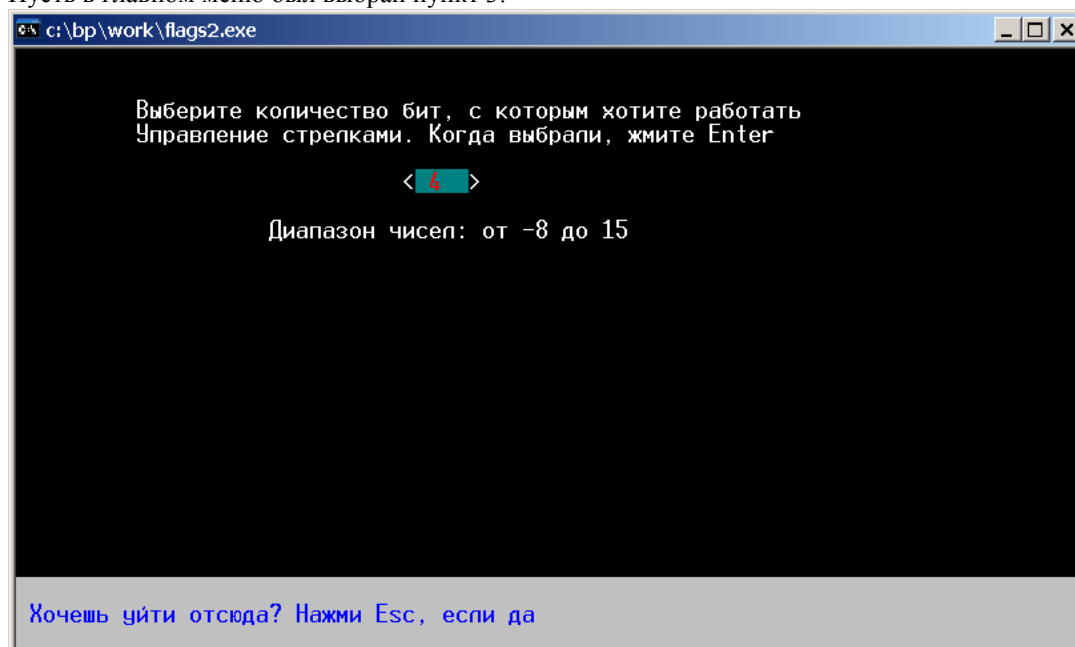 c:\bp\work\flags2.exe
Выберите количество бит, с которым хотите работать
Управление стрелками. Когда выбрали, жмите Enter
< 4 >
Диапазон чисел: от -8 до 15
Хочешь уйти отсюда? Нажми Esc, если да